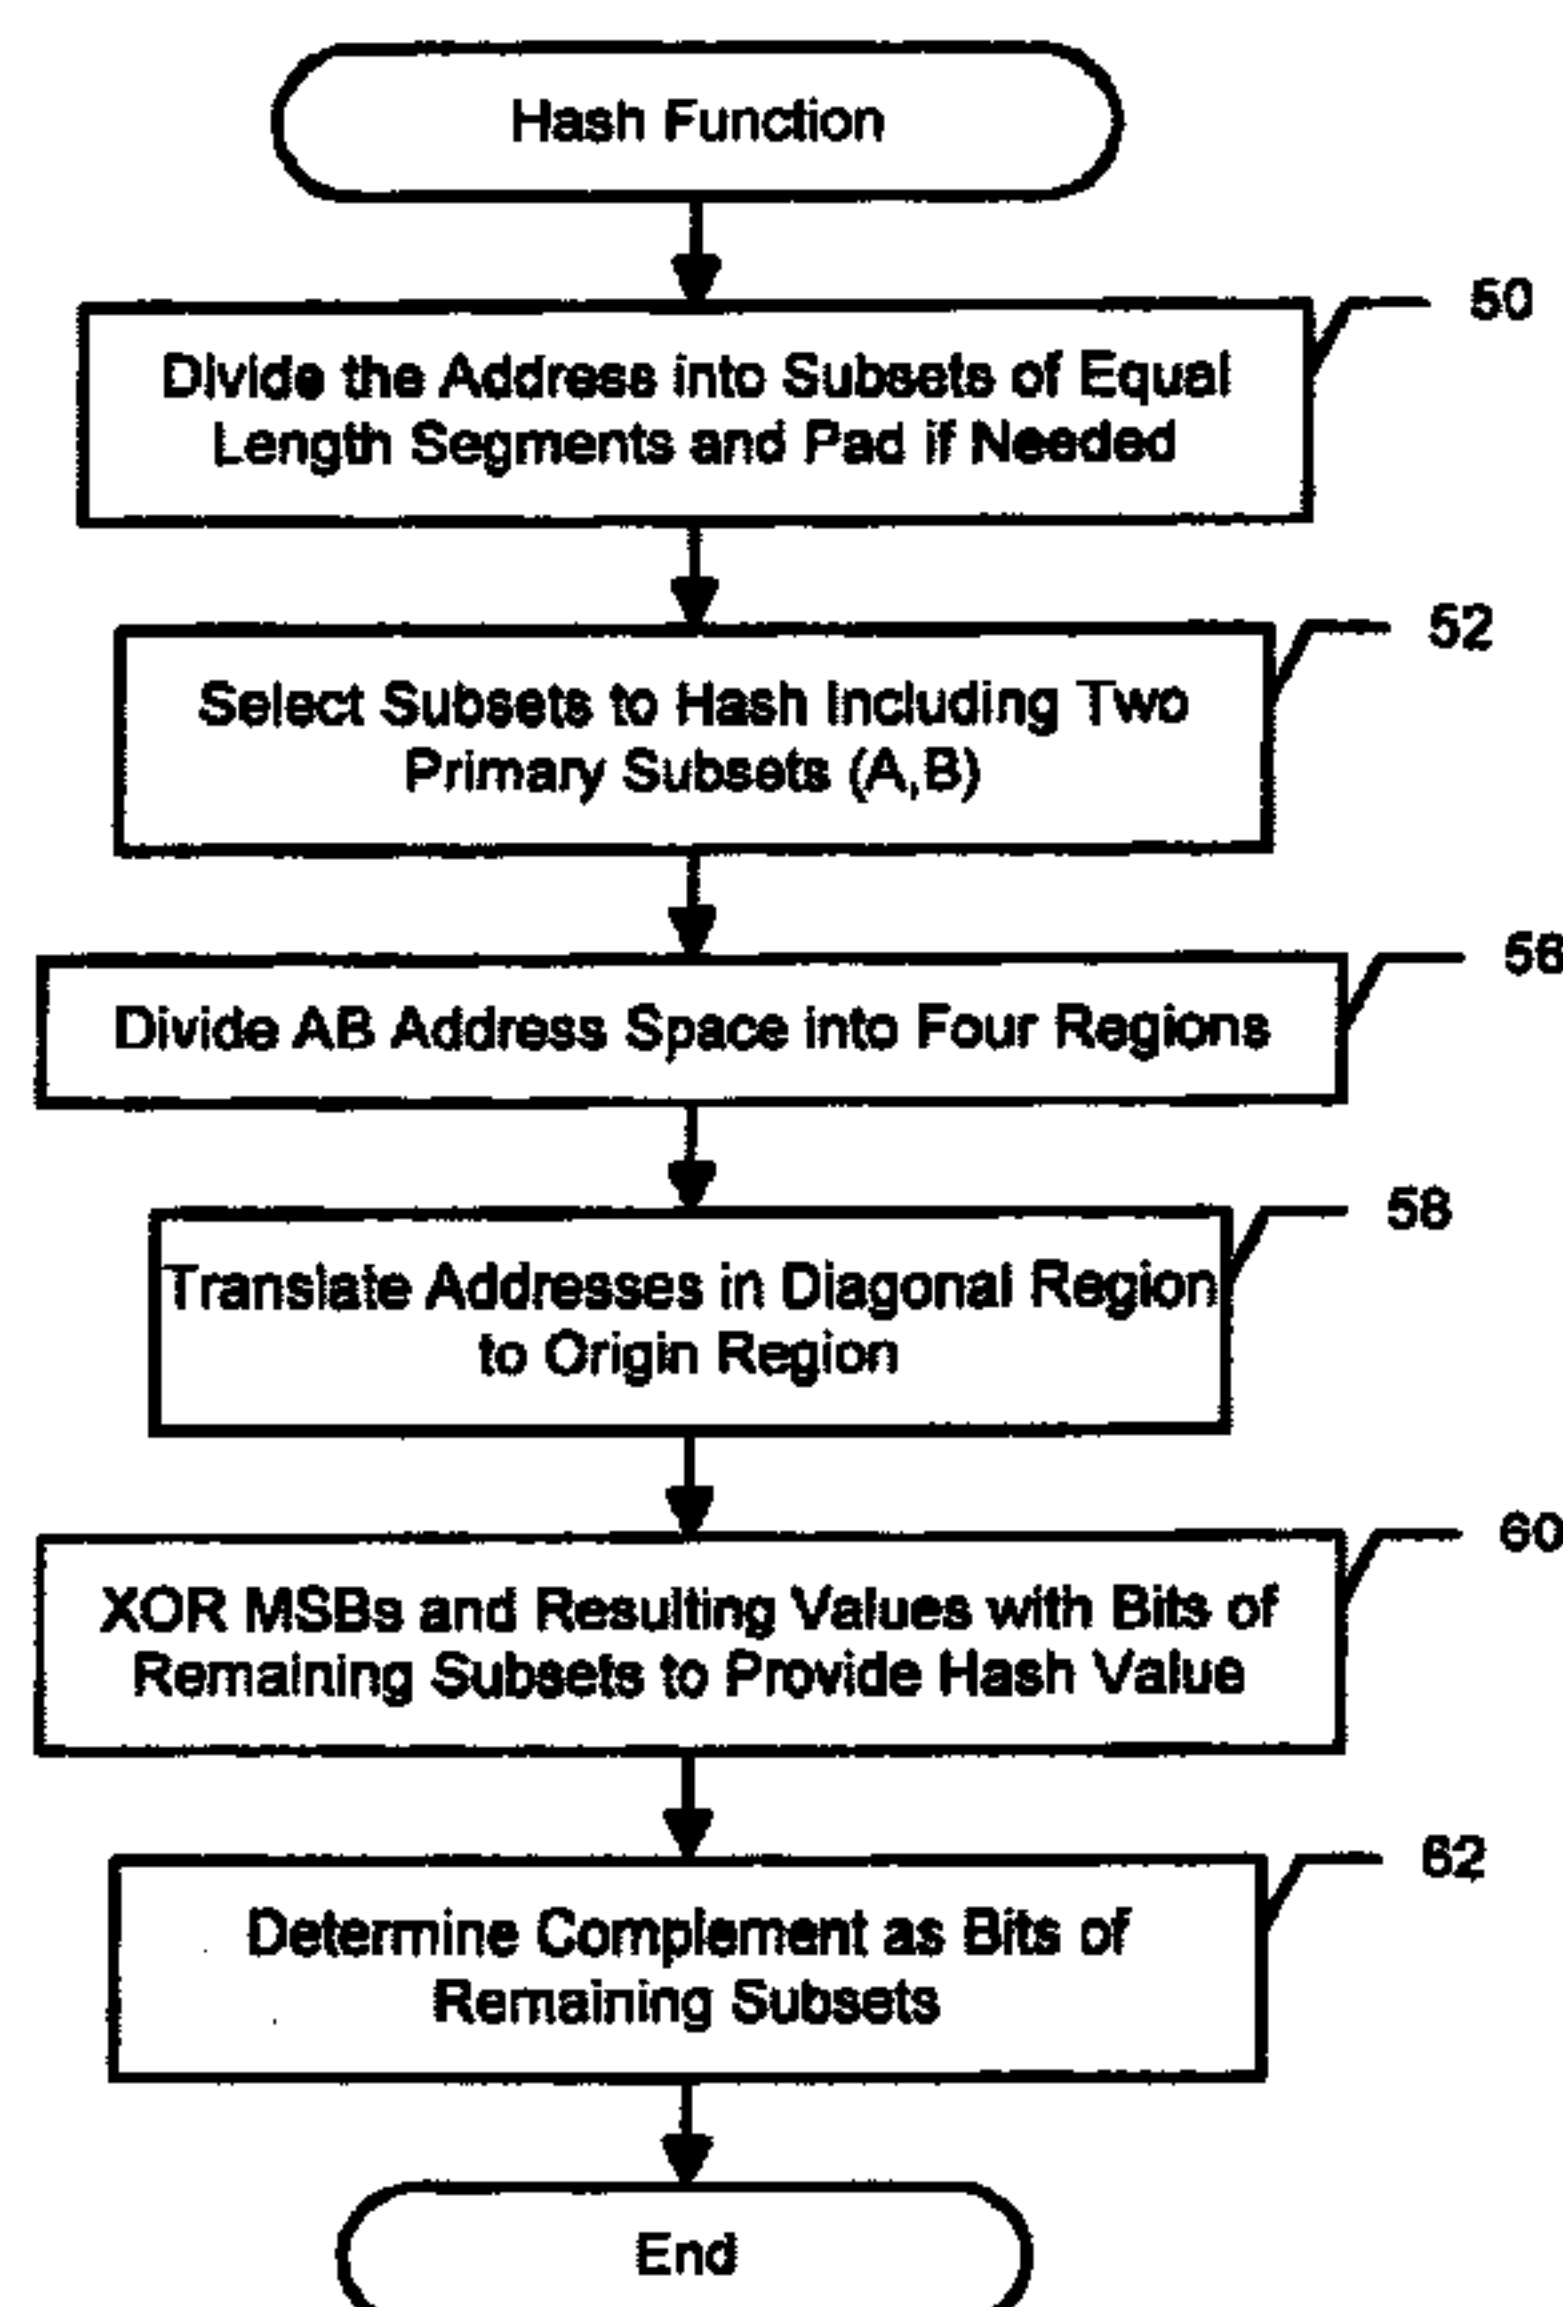 Hash Function
50
Divide the Address into Subsets of Equal
Length Segments and Pad if Needed
52
Select Subsets to Hash Including Two
Primary Subsets (A,B)
56
Divide AB Address Space into Four Regions
58
Translate Addresses in Diagonal Region
to Origin Region
60
XOR MSBs and Resulting Values with Bits of
Remaining Subsets to Provide Hash Value
62
Determine Complement as Bits of
Remaining Subsets
End